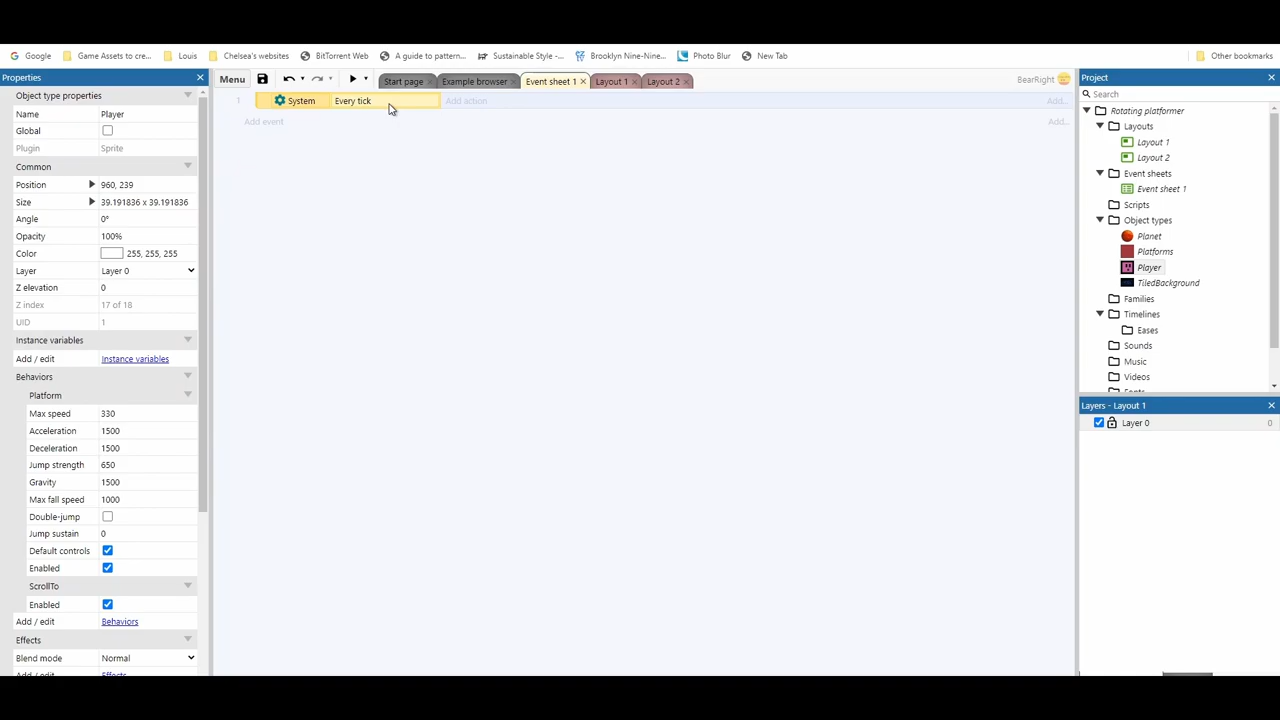 Google Game Assets to crea... Louis Chelsea's websites BitTorrent Web A guide to pattern... Sustainable Style -... Brooklyn Nine-Nine... Photo Blur New Tab Other bookmarks
Properties
Object type properties
Name Player
Global
Plugin Sprite
Common
Position 960, 239
Size 39.191836 x 39.191836
Angle 0°
Opacity 100%
Color 255, 255, 255
Layer Layer 0
Z elevation 0
Z index 17 of 18
UID 1
Instance variables
Add / edit Instance variables
Behaviors
Platform
Max speed 330
Acceleration 1500
Deceleration 1500
Jump strength 650
Gravity 1500
Max fall speed 1000
Double-jump
Jump sustain 0
Default controls
Enabled
ScrollTo
Enabled
Add / edit Behaviors
Effects
Blend mode Normal
Add / edit Effects
Menu Start page Example browser Event sheet 1 Layout 1 Layout 2 BearRight
1 System Every tick Add action Add...
Add event Add...
Project
Search
Rotating platformer
Layouts
Layout 1
Layout 2
Event sheets
Event sheet 1
Scripts
Object types
Planet
Platforms
Player
TiledBackground
Families
Timelines
Eases
Sounds
Music
Videos
Layers - Layout 1
Layer 0 0